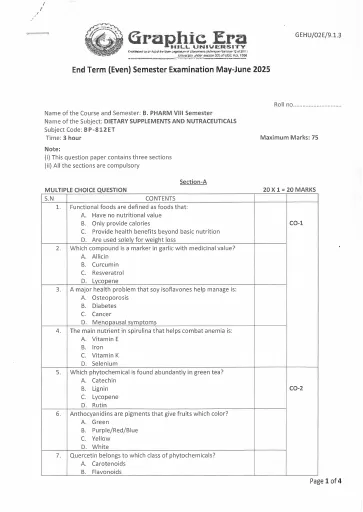 GEHU/02E/9.1.3
Graphic Era
HILL UNIVERSITY
End Term (Even) Semester Examination May-June 2025
Roll no..............................
Name of the Course and Semester: B. PHARM VIII Semester
Name of the Subject: DIETARY SUPPLEMENTS AND NUTRACEUTICALS
Subject Code: BP-812ET
Time: 3 hour Maximum Marks: 75
Note:
(i) This question paper contains three sections
(ii) All the sections are compulsory
Section-A
MULTIPLE CHOICE QUESTION 20 X 1 = 20 MARKS
S.N CONTENTS
1. Functional foods are defined as foods that:
A. Have no nutritional value
B. Only provide calories CO-1
C. Provide health benefits beyond basic nutrition
D. Are used solely for weight loss
2. Which compound is a marker in garlic with medicinal value?
A. Allicin
B. Curcumin
C. Resveratrol
D. Lycopene
3. A major health problem that soy isoflavones help manage is:
A. Osteoporosis
B. Diabetes
C. Cancer
D. Menopausal symptoms
4. The main nutrient in spirulina that helps combat anemia is:
A. Vitamin E
B. Iron
C. Vitamin K
D. Selenium
5. Which phytochemical is found abundantly in green tea?
A. Catechin
B. Lignin CO-2
C. Lycopene
D. Rutin
6. Anthocyanidins are pigments that give fruits which color?
A. Green
B. Purple/Red/Blue
C. Yellow
D. White
7. Quercetin belongs to which class of phytochemicals?
A. Carotenoids
B. Flavonoids
Page 1 of 4